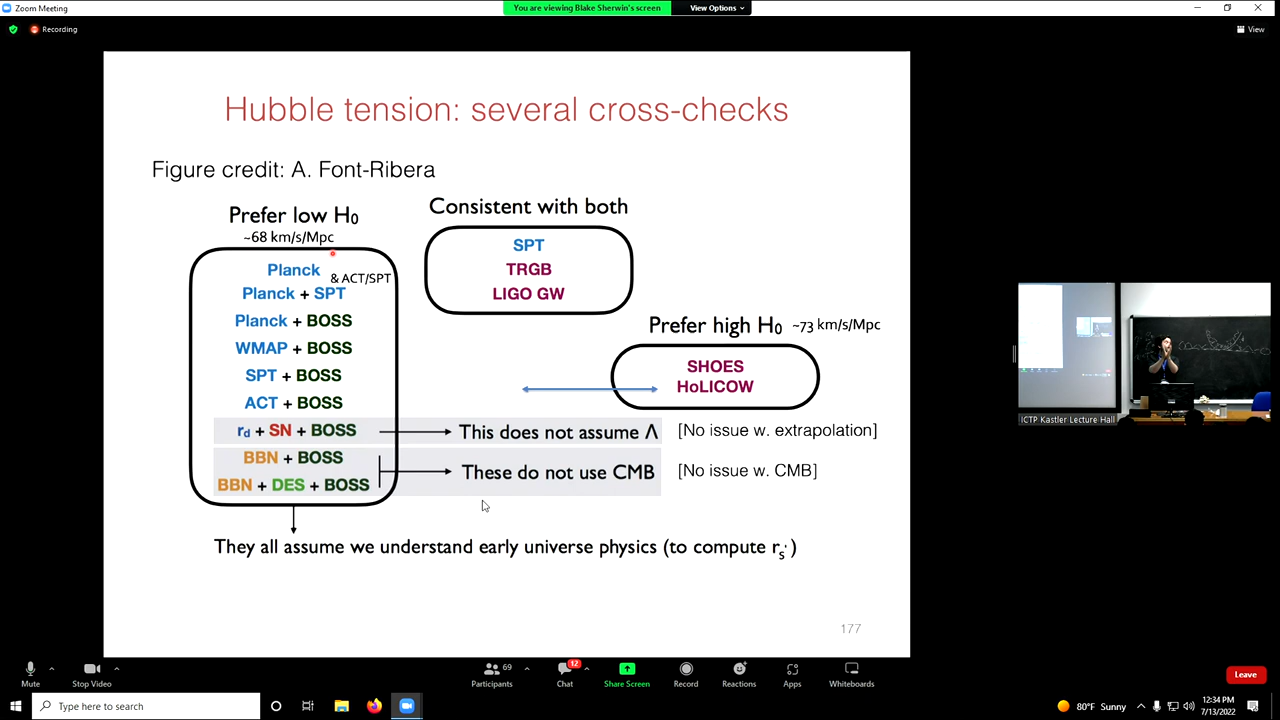 Zoom Meeting
You are viewing Blake Sherwin's screen
View Options
Recording
View
Hubble tension: several cross-checks
Figure credit: A. Font-Ribera
Prefer low H₀
~68 km/s/Mpc
Planck
& ACT/SPT
Planck + SPT
Planck + BOSS
WMAP + BOSS
SPT + BOSS
ACT + BOSS
rd + SN + BOSS
BBN + BOSS
BBN + DES + BOSS
Consistent with both
SPT
TRGB
LIGO GW
Prefer high H₀ ~73 km/s/Mpc
SHOES
HoLICOW
This does not assume Λ
[No issue w. extrapolation]
These do not use CMB
[No issue w. CMB]
They all assume we understand early universe physics (to compute rs)
177
ICTP Kastler Lecture Hall
Mute
Stop Video
69
Participants
12
Chat
Share Screen
Record
Reactions
Apps
Whiteboards
Leave
Type here to search
80°F Sunny
12:34 PM
7/13/2022